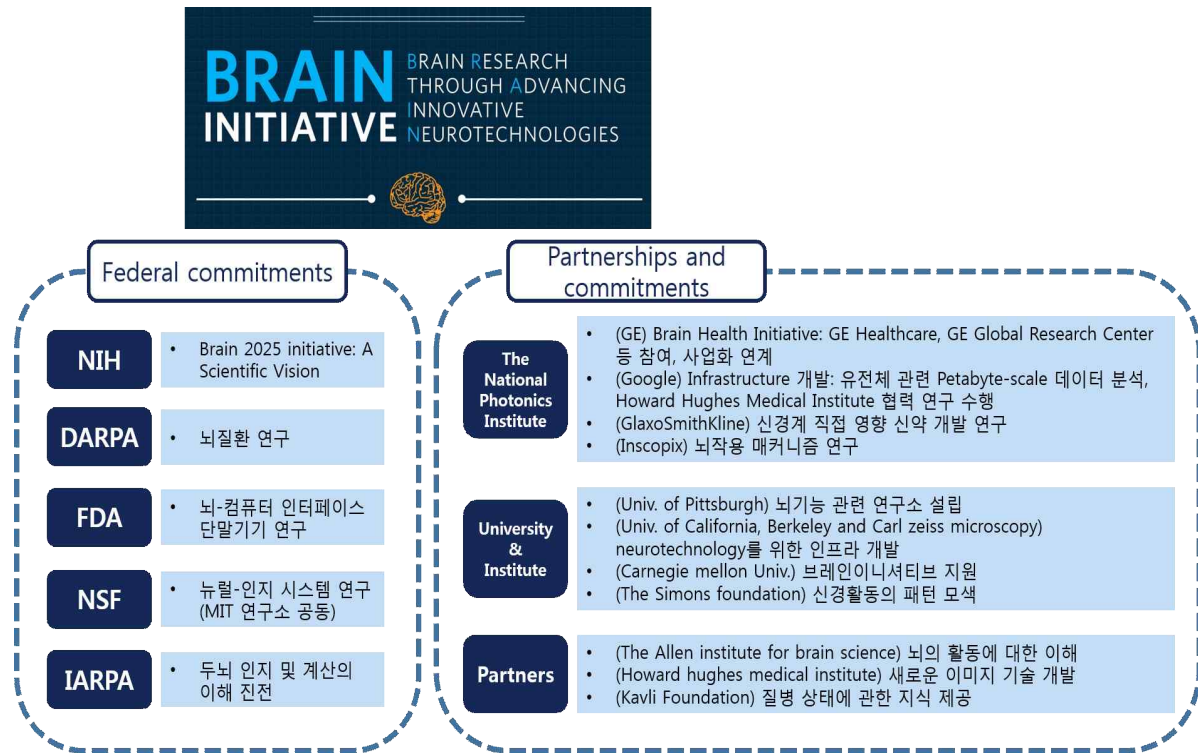 BRAIN INITIATIVE
BRAIN RESEARCH
THROUGH ADVANCING
INNOVATIVE
NEUROTECHNOLOGIES
Federal commitments
NIH
• Brain 2025 initiative: A
Scientific Vision
DARPA
• 뇌질환 연구
FDA
• 뇌-컴퓨터 인터페이스
단말기기 연구
NSF
• 뉴럴-인지 시스템 연구
(MIT 연구소 공동)
IARPA
• 두뇌 인지 및 계산의
이해 진전
Partnerships and
commitments
The
National
Photonics
Institute
• (GE) Brain Health Initiative: GE Healthcare, GE Global Research Center
등 참여, 사업화 연계
• (Google) Infrastructure 개발: 유전체 관련 Petabyte-scale 데이터 분석,
Howard Hughes Medical Institute 협력 연구 수행
• (GlaxoSmithKline) 신경계 직접 영향 신약 개발 연구
• (Inscopix) 뇌작용 매커니즘 연구
University
&
Institute
• (Univ. of Pittsburgh) 뇌기능 관련 연구소 설립
• (Univ. of California, Berkeley and Carl zeiss microscopy)
neurotechnology를 위한 인프라 개발
• (Carnegie mellon Univ.) 브레인이니셔티브 지원
• (The Simons foundation) 신경활동의 패턴 모색
Partners
• (The Allen institute for brain science) 뇌의 활동에 대한 이해
• (Howard hughes medical institute) 새로운 이미지 기술 개발
• (Kavli Foundation) 질병 상태에 관한 지식 제공